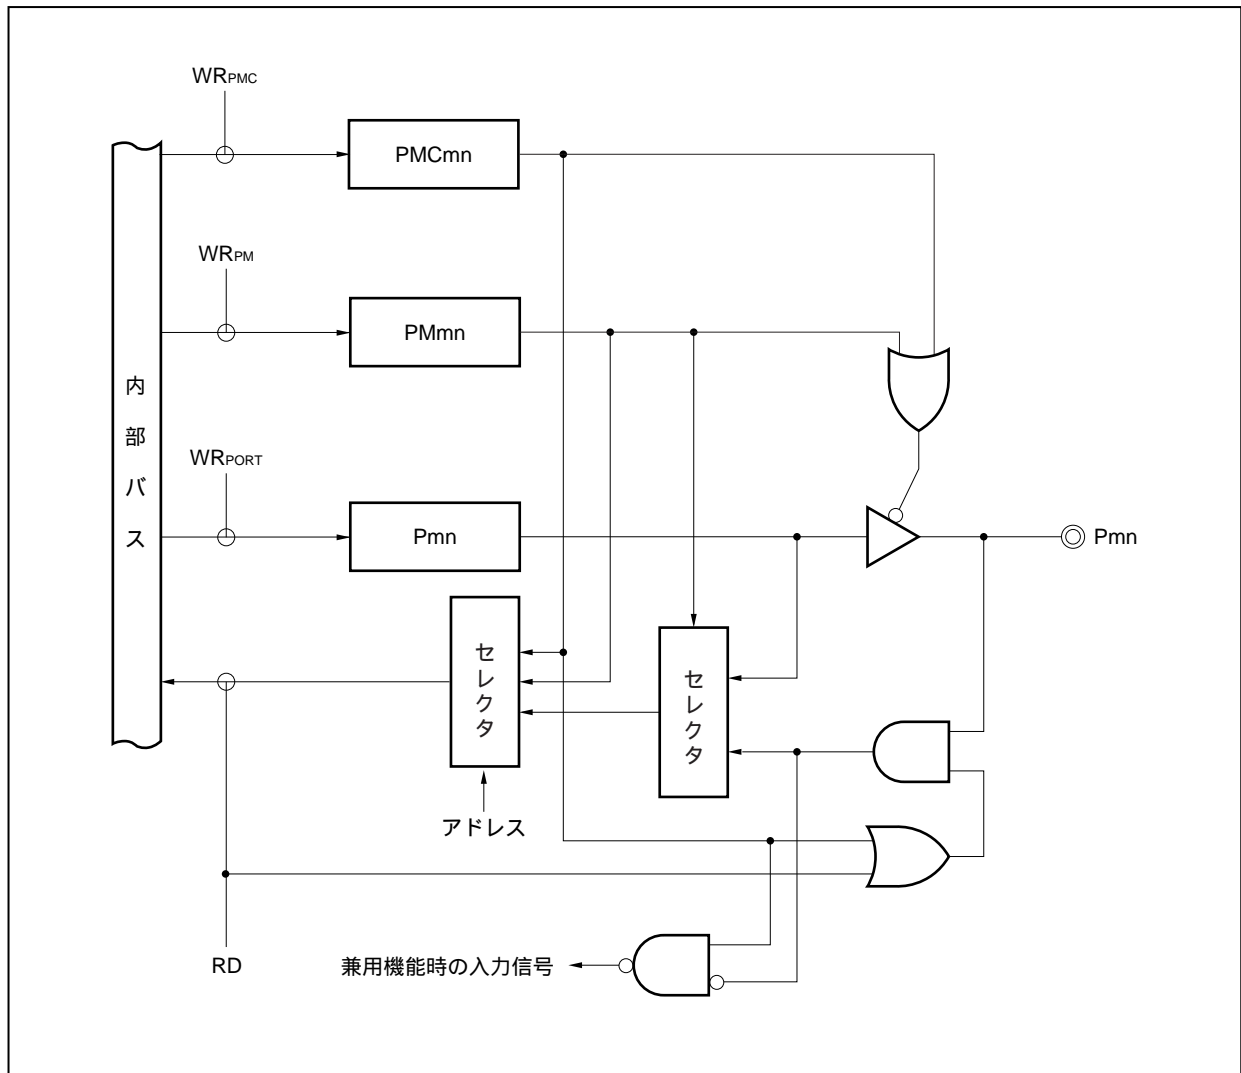 WRPMC
PMCmn
WRPM
PMmn
内部バス
WRPORT
Pmn
Pmn
セレクタ
セレクタ
アドレス
RD
兼用機能時の入力信号